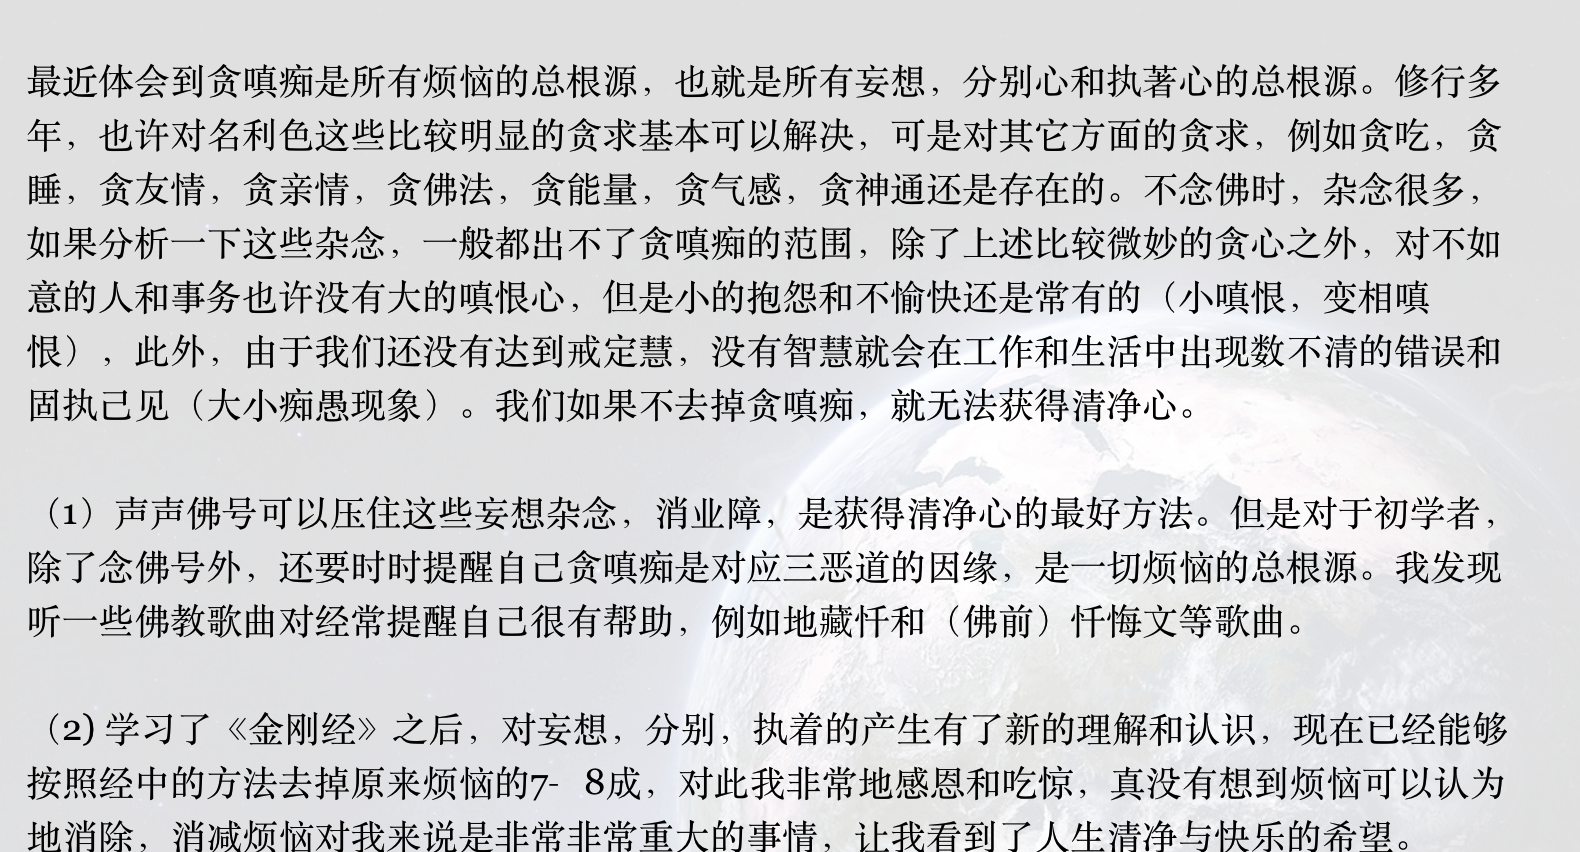 最近体会到贪嗔痴是所有烦恼的总根源，也就是所有妄想，分别心和执著心的总根源。修行多
年，也许对名利色这些比较明显的贪求基本可以解决，可是对其它方面的贪求，例如贪吃，贪
睡，贪友情，贪亲情，贪佛法，贪能量，贪气感，贪神通还是存在的。不念佛时，杂念很多，
如果分析一下这些杂念，一般都出不了贪嗔痴的范围，除了上述比较微妙的贪心之外，对不如
意的人和事务也许没有大的嗔恨心，但是小的抱怨和不愉快还是常有的（小嗔恨，变相嗔
恨），此外，由于我们还没有达到戒定慧，没有智慧就会在工作和生活中出现数不清的错误和
固执己见（大小痴愚现象）。我们如果不去掉贪嗔痴，就无法获得清净心。
（1）声声佛号可以压住这些妄想杂念，消业障，是获得清净心的最好方法。但是对于初学者，
除了念佛号外，还要时时提醒自己贪嗔痴是对应三恶道的因缘，是一切烦恼的总根源。我发现
听一些佛教歌曲对经常提醒自己很有帮助，例如地藏忏和（佛前）忏悔文等歌曲。
（2) 学习了《金刚经》之后，对妄想，分别，执着的产生有了新的理解和认识，现在已经能够
按照经中的方法去掉原来烦恼的7- 8成，对此我非常地感恩和吃惊，真没有想到烦恼可以认为
地消除，消减烦恼对我来说是非常非常重大的事情，让我看到了人生清净与快乐的希望。